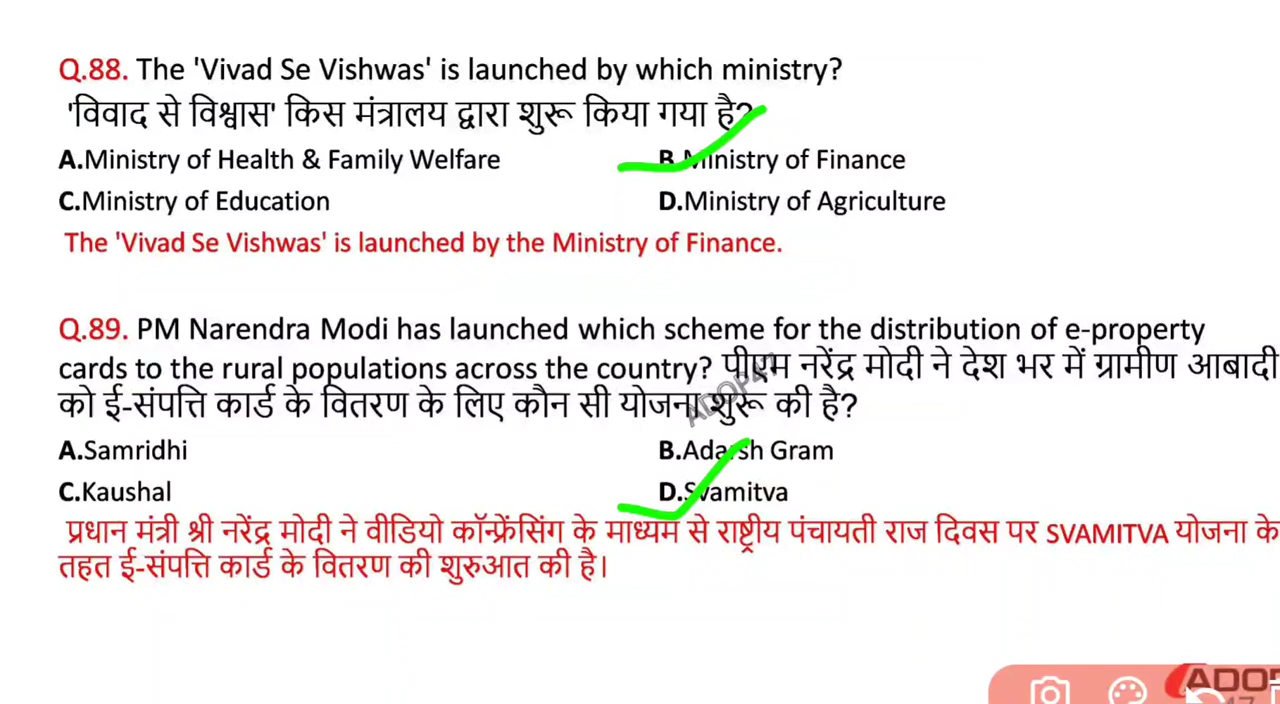 Q.88. The 'Vivad Se Vishwas' is launched by which ministry?
'विवाद से विश्वास' किस मंत्रालय द्वारा शुरू किया गया है?
A.Ministry of Health & Family Welfare B.Ministry of Finance
C.Ministry of Education D.Ministry of Agriculture
The 'Vivad Se Vishwas' is launched by the Ministry of Finance.
Q.89. PM Narendra Modi has launched which scheme for the distribution of e-property
cards to the rural populations across the country? पीएम नरेंद्र मोदी ने देश भर में ग्रामीण आबादी
को ई-संपत्ति कार्ड के वितरण के लिए कौन सी योजना शुरू की है?
ADOP47
A.Samridhi B.Adarsh Gram
C.Kaushal D.Svamitva
प्रधान मंत्री श्री नरेंद्र मोदी ने वीडियो कॉन्फ्रेंसिंग के माध्यम से राष्ट्रीय पंचायती राज दिवस पर SVAMITVA योजना के
तहत ई-संपत्ति कार्ड के वितरण की शुरुआत की है।